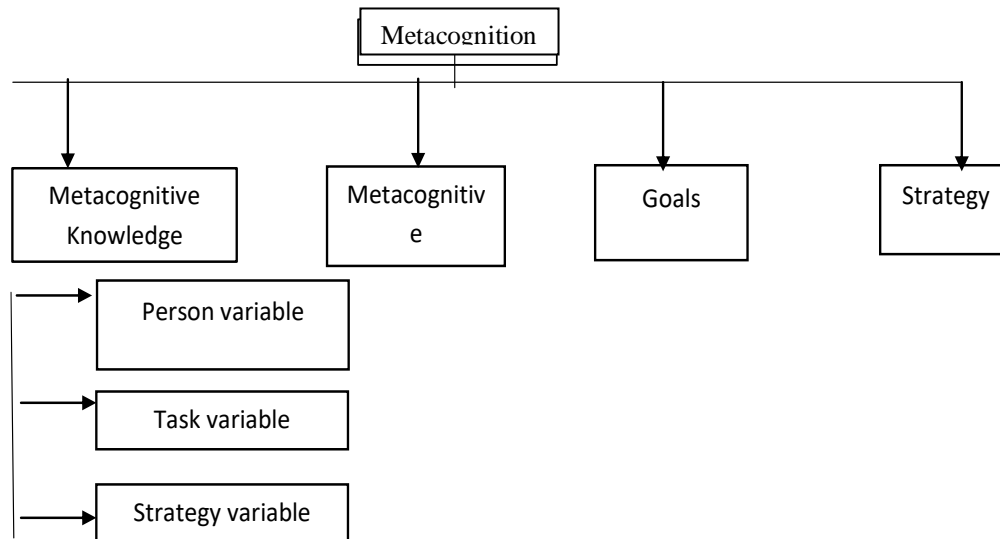 Metacognition
Metacognitive
Knowledge
Metacognitiv
e
Goals
Strategy
Person variable
Task variable
Strategy variable